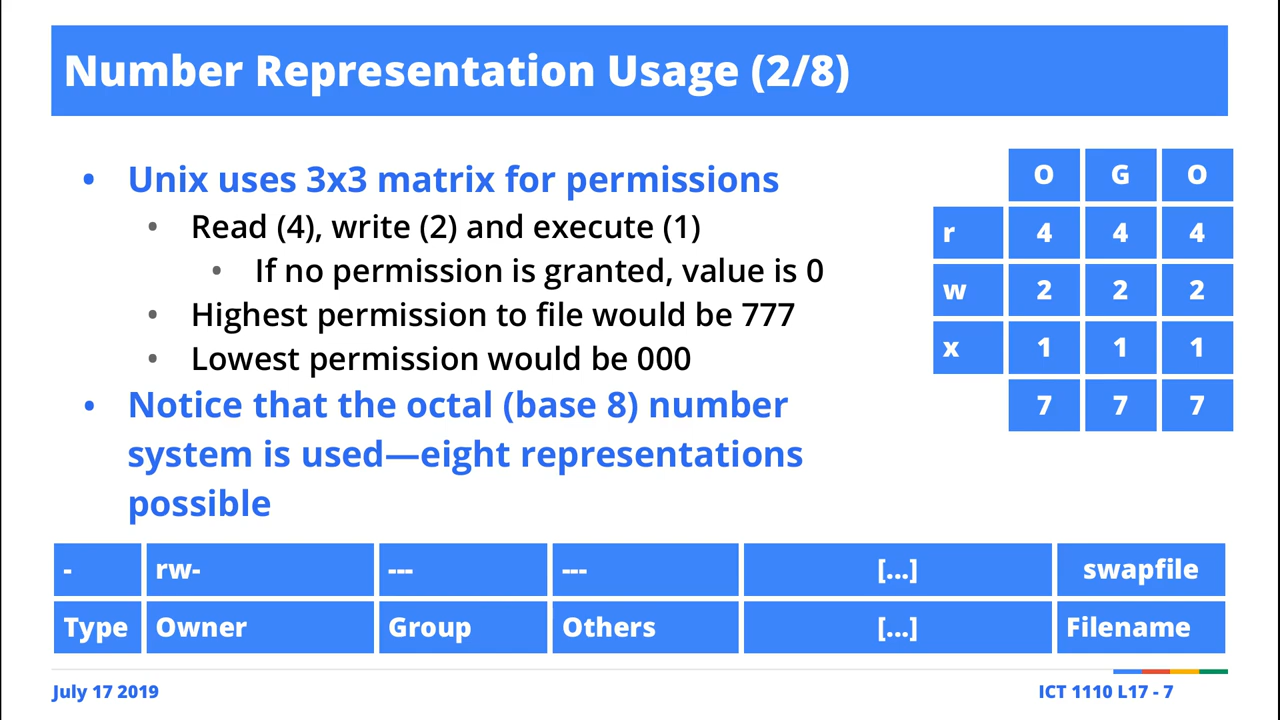 Number Representation Usage (2/8)
• Unix uses 3x3 matrix for permissions
• Read (4), write (2) and execute (1)
• If no permission is granted, value is 0
• Highest permission to file would be 777
• Lowest permission would be 000
• Notice that the octal (base 8) number
system is used—eight representations
possible
O G O
r 4 4 4
w 2 2 2
x 1 1 1
7 7 7
- rw- --- --- [...] swapfile
Type Owner Group Others [...] Filename
July 17 2019
ICT 1110 L17 - 7